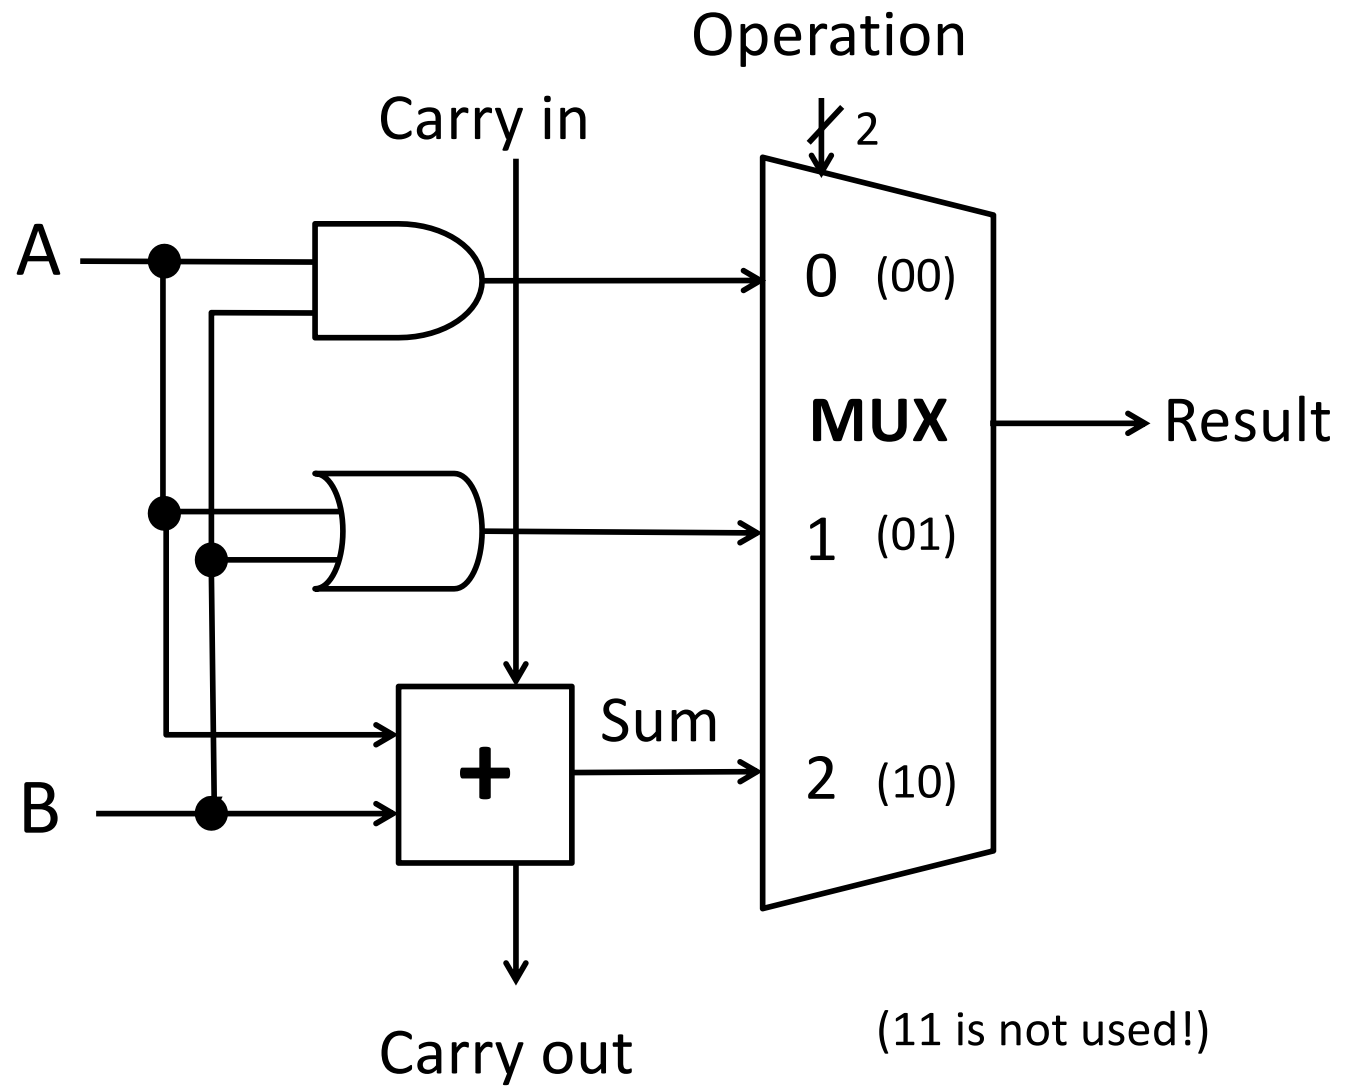 Operation
2
Carry in
A
0 (00)
MUX
Result
1 (01)
Sum
+
2 (10)
B
(11 is not used!)
Carry out